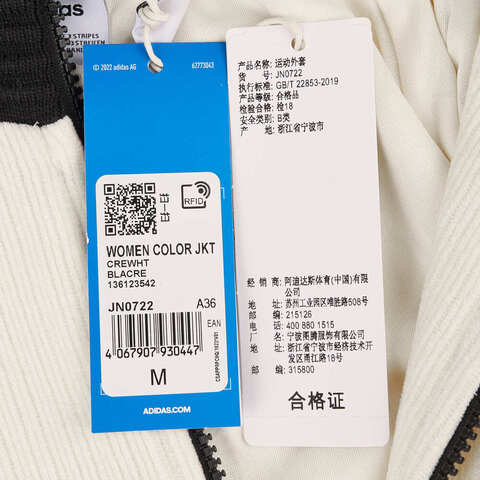 adidas
3 STRIPES
© 2022 adidas AG
62773043
RFID
WOMEN COLOR JKT
CREWHT
BLACRE
136123542
JN0722
A36
EAN
4 067907 930447
M
ADIDAS.COM
产品名称: 运动外套
货 号: JN0722
执行标准: GB/T 22853-2019
产品等级: 合格品
检验合格: 检18
安全类别: B类
产 地: 浙江省宁波市
经 销 商: 阿迪达斯体育(中国)有限
公司
地 址: 苏州工业园区唯胜路508号
邮 编: 215126
电 话: 400 880 1515
厂 名: 宁波图腾服饰有限公司
地 址: 浙江省宁波市经济技术开
发区甬江路18号
邮 编: 315800
合格证